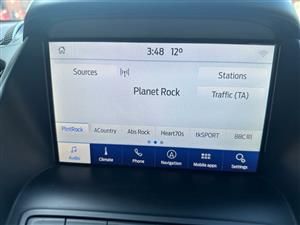 3:48 12°
Sources
Stations
Planet Rock
Traffic (TA)
PlntRock ACountry Abs Rock Heart70s tkSPORT BBC R1
Audio Climate Phone Navigation Mobile apps Settings